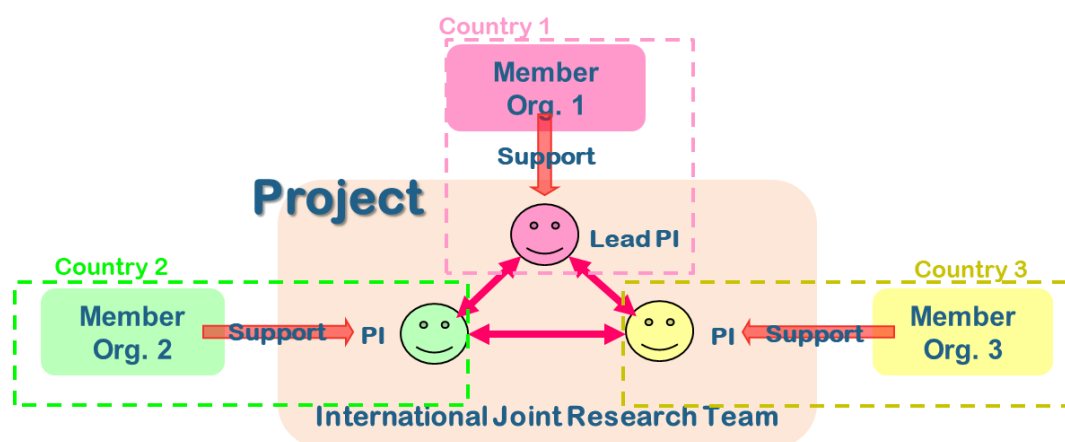 Country 1
Member
Org. 1
Support
Project
Lead PI
Country 2
Country 3
Member
Org. 2
Support
PI
PI
Support
Member
Org. 3
International Joint Research Team